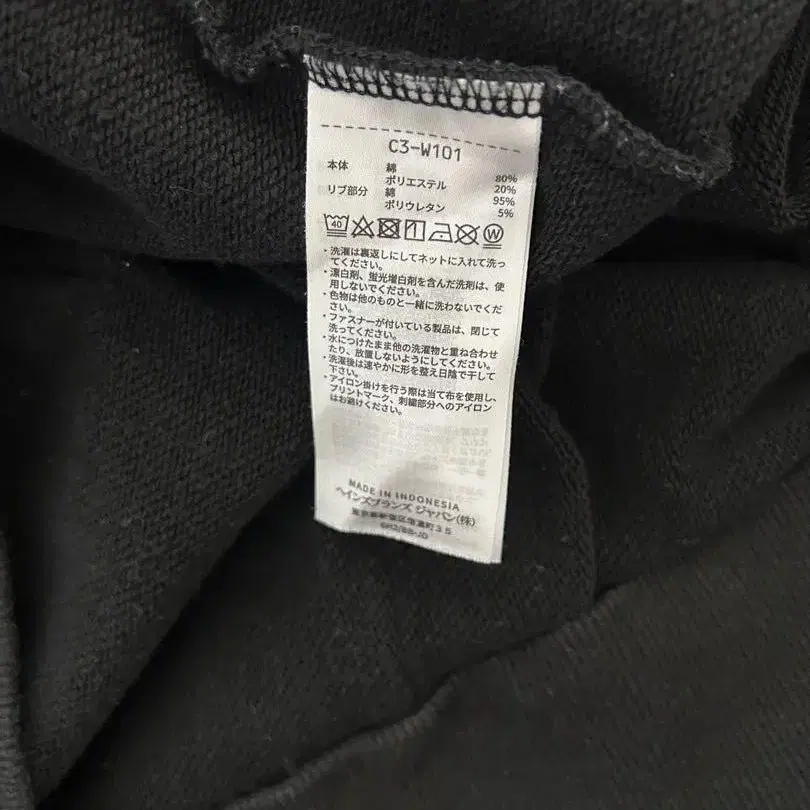 C3-W101
本体 綿 80%
ポリエステル 20%
リブ部分 綿 95%
ポリウレタン 5%
40 W
・洗濯は裏返しにしてネットに入れて洗っ
てください。
・漂白剤、蛍光増白剤を含んだ洗剤は、使
用しないでください。
・色物は他のものと一緒に洗わないでくだ
さい。
・ファスナーが付いている製品は、閉じて
洗ってください。
・水につけたまま他の洗濯物と重ね合わせ
たり、放置しないようにしてください。
・洗濯後は速やかに形を整え日陰で干して
下さい。
・アイロン掛けを行う際は当て布を使用し、
プリントマーク、刺繍部分へのアイロン
はお避けください。
MADE IN INDONESIA
ヘインズブランズ ジャパン(株)